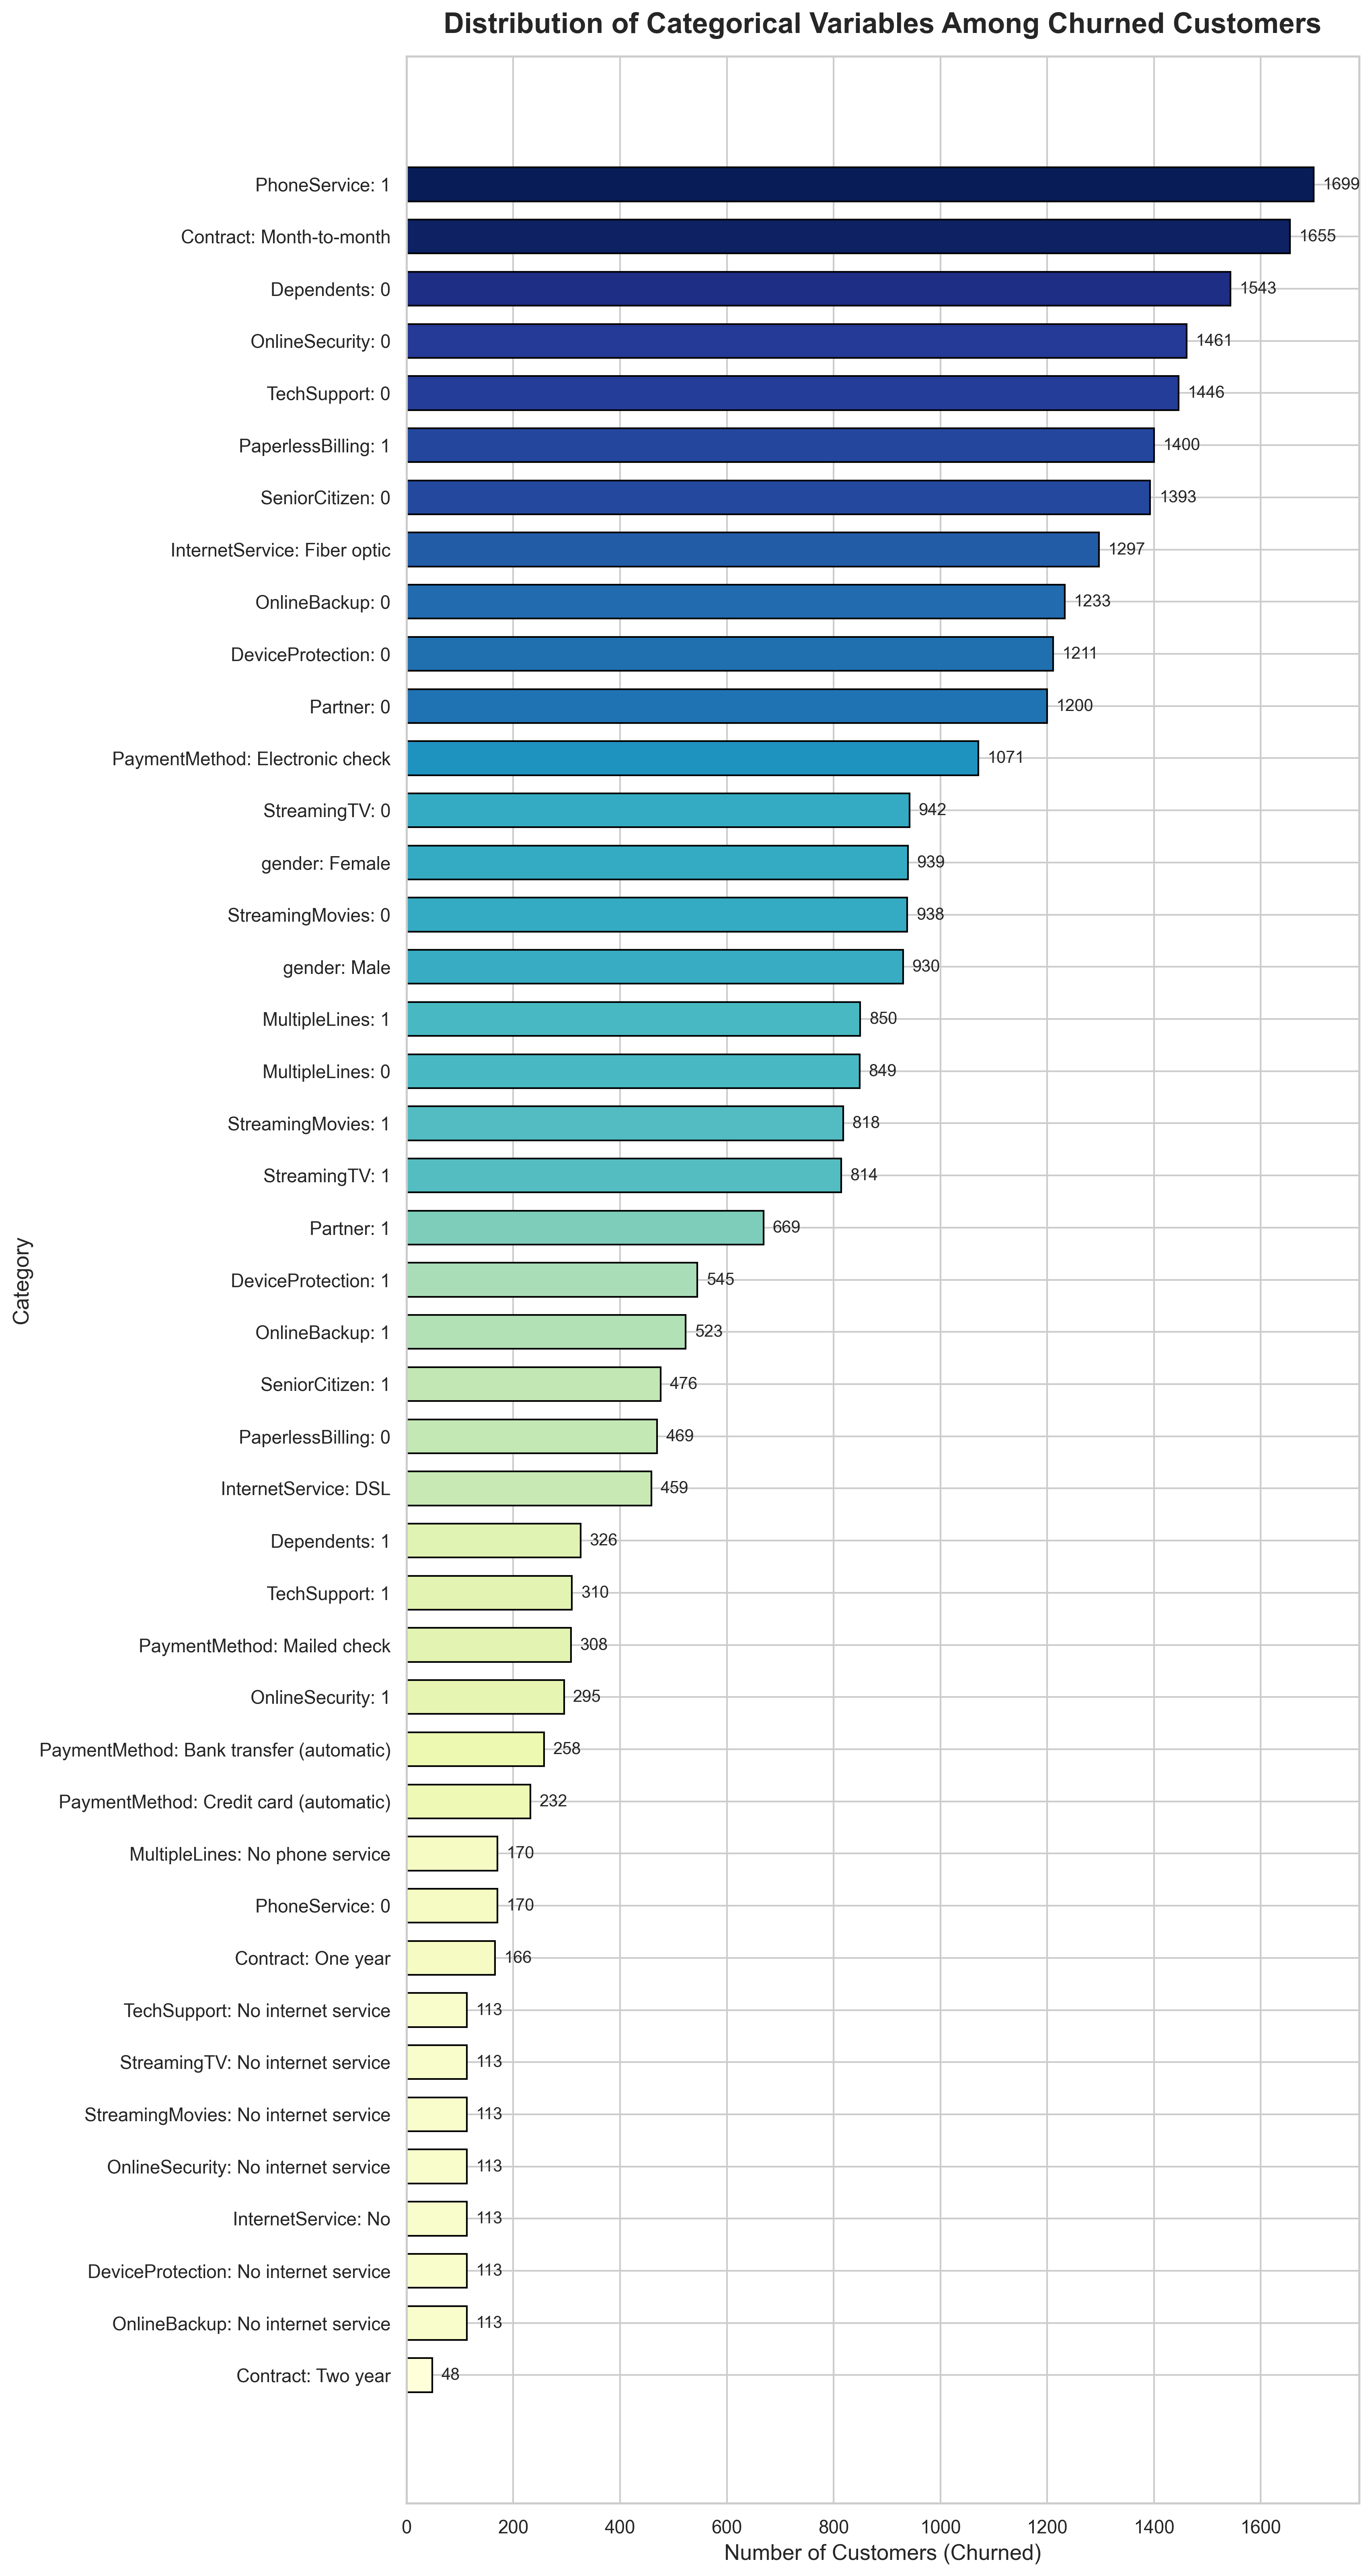 Distribution of Categorical Variables Among Churned Customers
PhoneService: 1 1699
Contract: Month-to-month 1655
Dependents: 0 1543
OnlineSecurity: 0 1461
TechSupport: 0 1446
PaperlessBilling: 1 1400
SeniorCitizen: 0 1393
InternetService: Fiber optic 1297
OnlineBackup: 0 1233
DeviceProtection: 0 1211
Partner: 0 1200
PaymentMethod: Electronic check 1071
StreamingTV: 0 942
gender: Female 939
StreamingMovies: 0 938
gender: Male 930
MultipleLines: 1 850
MultipleLines: 0 849
StreamingMovies: 1 818
StreamingTV: 1 814
Partner: 1 669
DeviceProtection: 1 545
OnlineBackup: 1 523
SeniorCitizen: 1 476
PaperlessBilling: 0 469
InternetService: DSL 459
Dependents: 1 326
TechSupport: 1 310
PaymentMethod: Mailed check 308
OnlineSecurity: 1 295
PaymentMethod: Bank transfer (automatic) 258
PaymentMethod: Credit card (automatic) 232
MultipleLines: No phone service 170
PhoneService: 0 170
Contract: One year 166
TechSupport: No internet service 113
StreamingTV: No internet service 113
StreamingMovies: No internet service 113
OnlineSecurity: No internet service 113
InternetService: No 113
DeviceProtection: No internet service 113
OnlineBackup: No internet service 113
Contract: Two year 48
Category
0 200 400 600 800 1000 1200 1400 1600
Number of Customers (Churned)